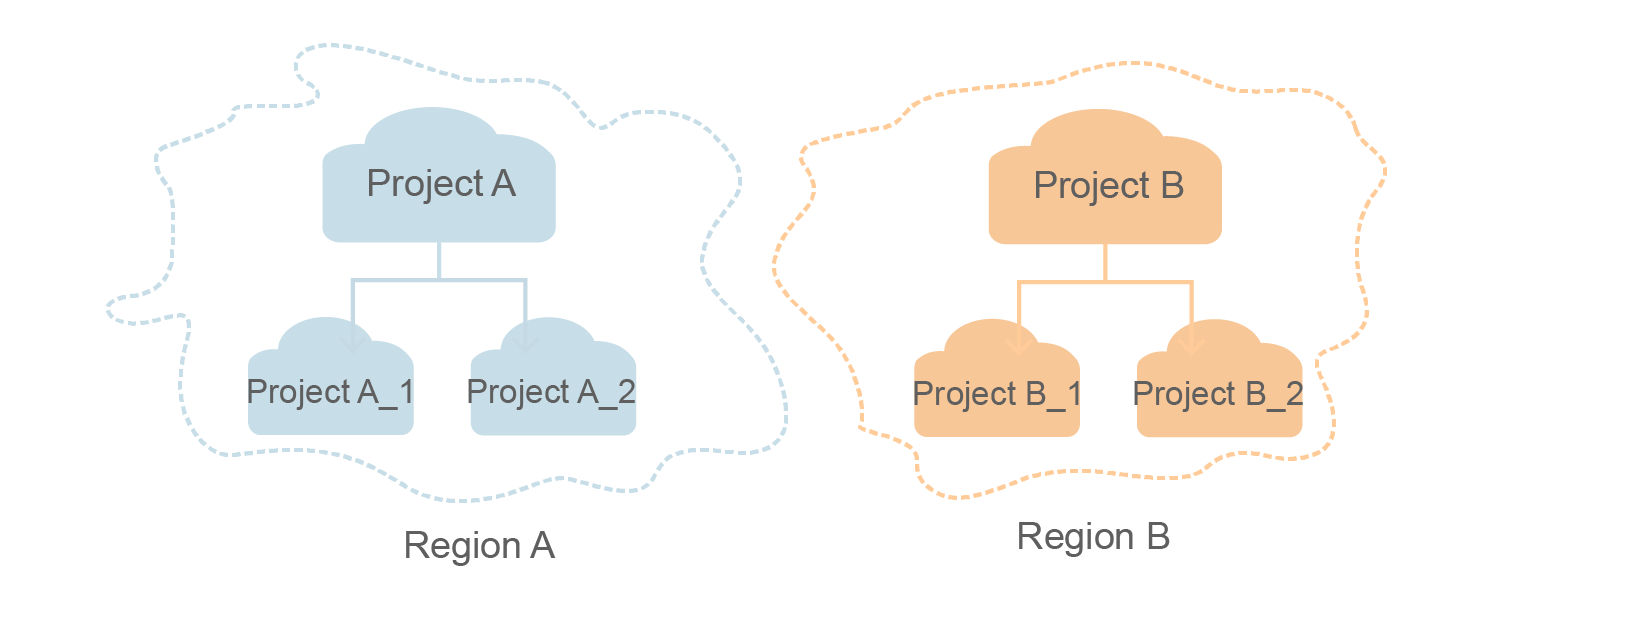 Project A
Project A_1
Project A_2
Region A
Project B
Project B_1
Project B_2
Region B